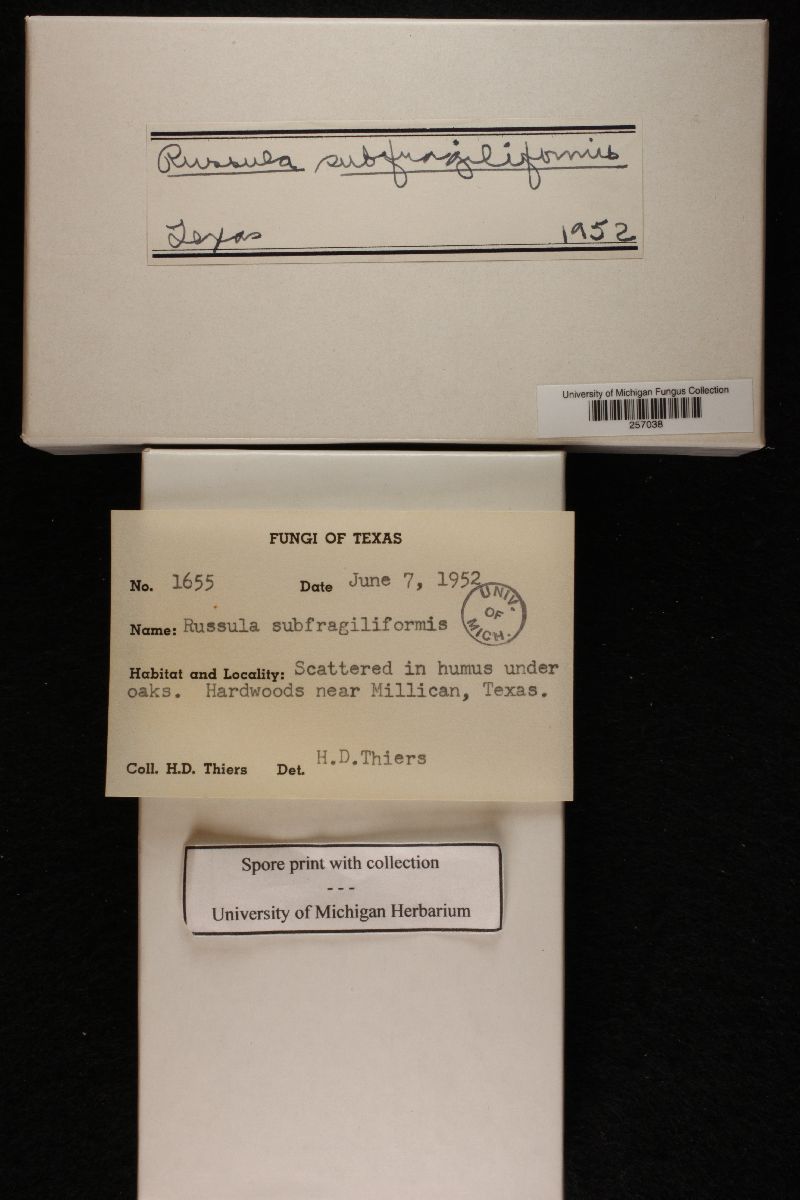 Russula subfragiliformis
Texas 1952
University of Michigan Fungus Collection
257038
FUNGI OF TEXAS
No. 1655 Date June 7, 1952
Name: Russula subfragiliformis
UNIV. OF MICH.
Habitat and Locality: Scattered in humus under
oaks. Hardwoods near Millican, Texas.
Coll. H.D. Thiers Det. H.D.Thiers
Spore print with collection
---
University of Michigan Herbarium